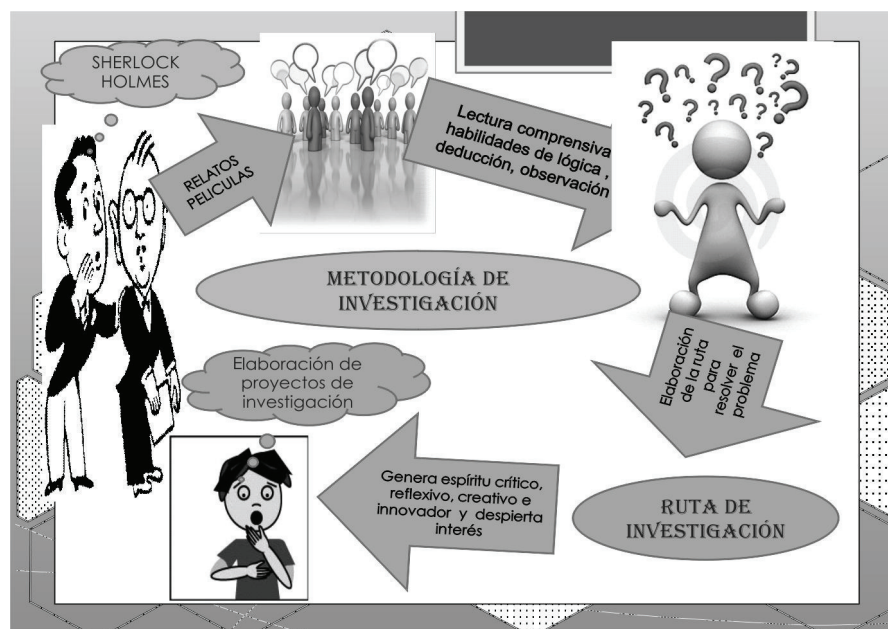 SHERLOCK
HOLMES
RELATOS
PELICULAS
Lectura comprensiva
habilidades de lógica ,
deducción, observación
METODOLOGÍA DE
INVESTIGACIÓN
Elaboración
de la ruta
para
resolver el
problema
RUTA DE
INVESTIGACIÓN
Genera espíritu crítico,
reflexivo, creativo e
innovador y despierta
interés
Elaboración de
proyectos de
investigación